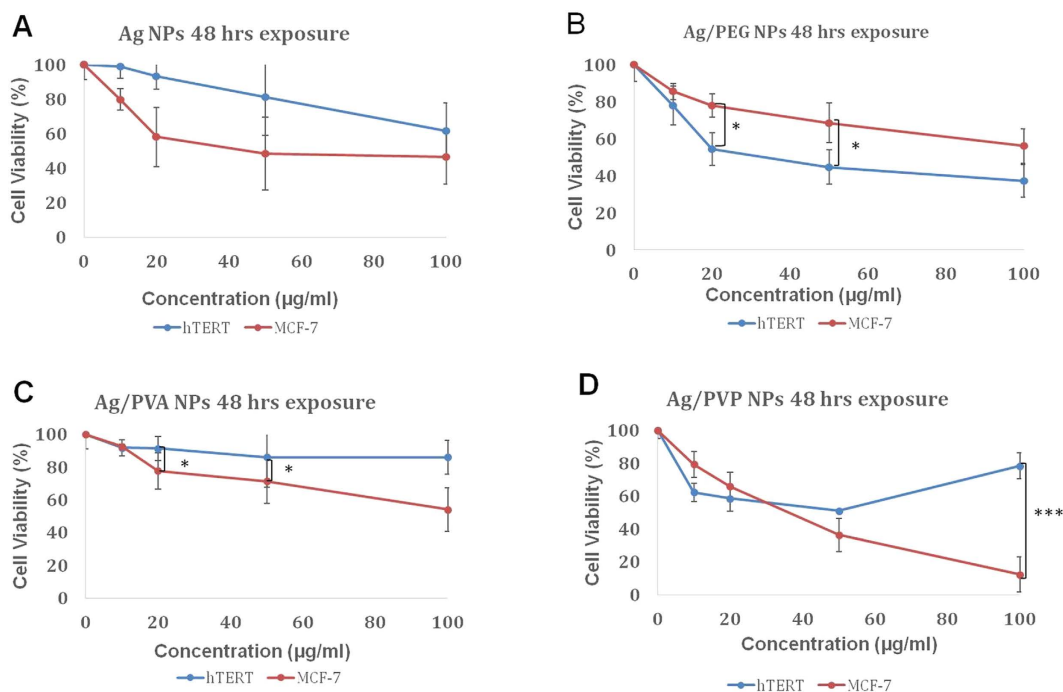 A
Ag NPs 48 hrs exposure
Cell Viability (%)
100
80
60
40
20
0
0 20 40 60 80 100
Concentration (µg/ml)
hTERT MCF-7
B
Ag/PEG NPs 48 hrs exposure
Cell Viability (%)
100
80
60
40
20
0
*
*
0 20 40 60 80 100
Concentration (µg/ml)
hTERT MCF-7
C
Ag/PVA NPs 48 hrs exposure
Cell Viability (%)
100
80
60
40
20
0
*
*
0 20 40 60 80 100
Concentration (µg/ml)
hTERT MCF-7
D
Ag/PVP NPs 48 hrs exposure
Cell Viability (%)
100
80
60
40
20
0
***
0 20 40 60 80 100
Concentration (µg/ml)
hTERT MCF-7